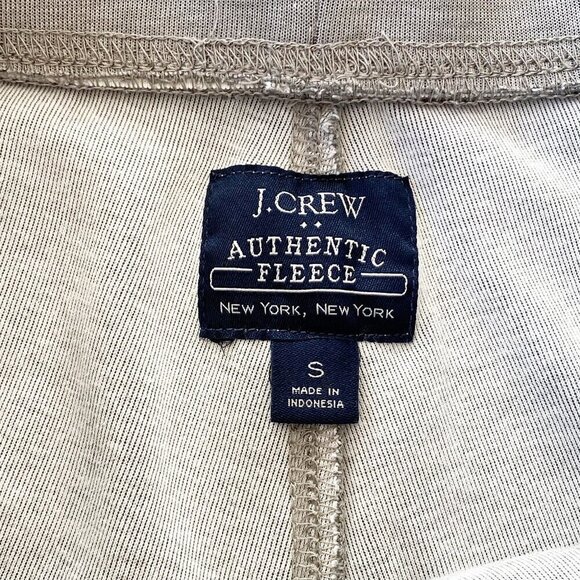 J.CREW
AUTHENTIC
FLEECE
NEW YORK, NEW YORK
S
MADE IN
INDONESIA